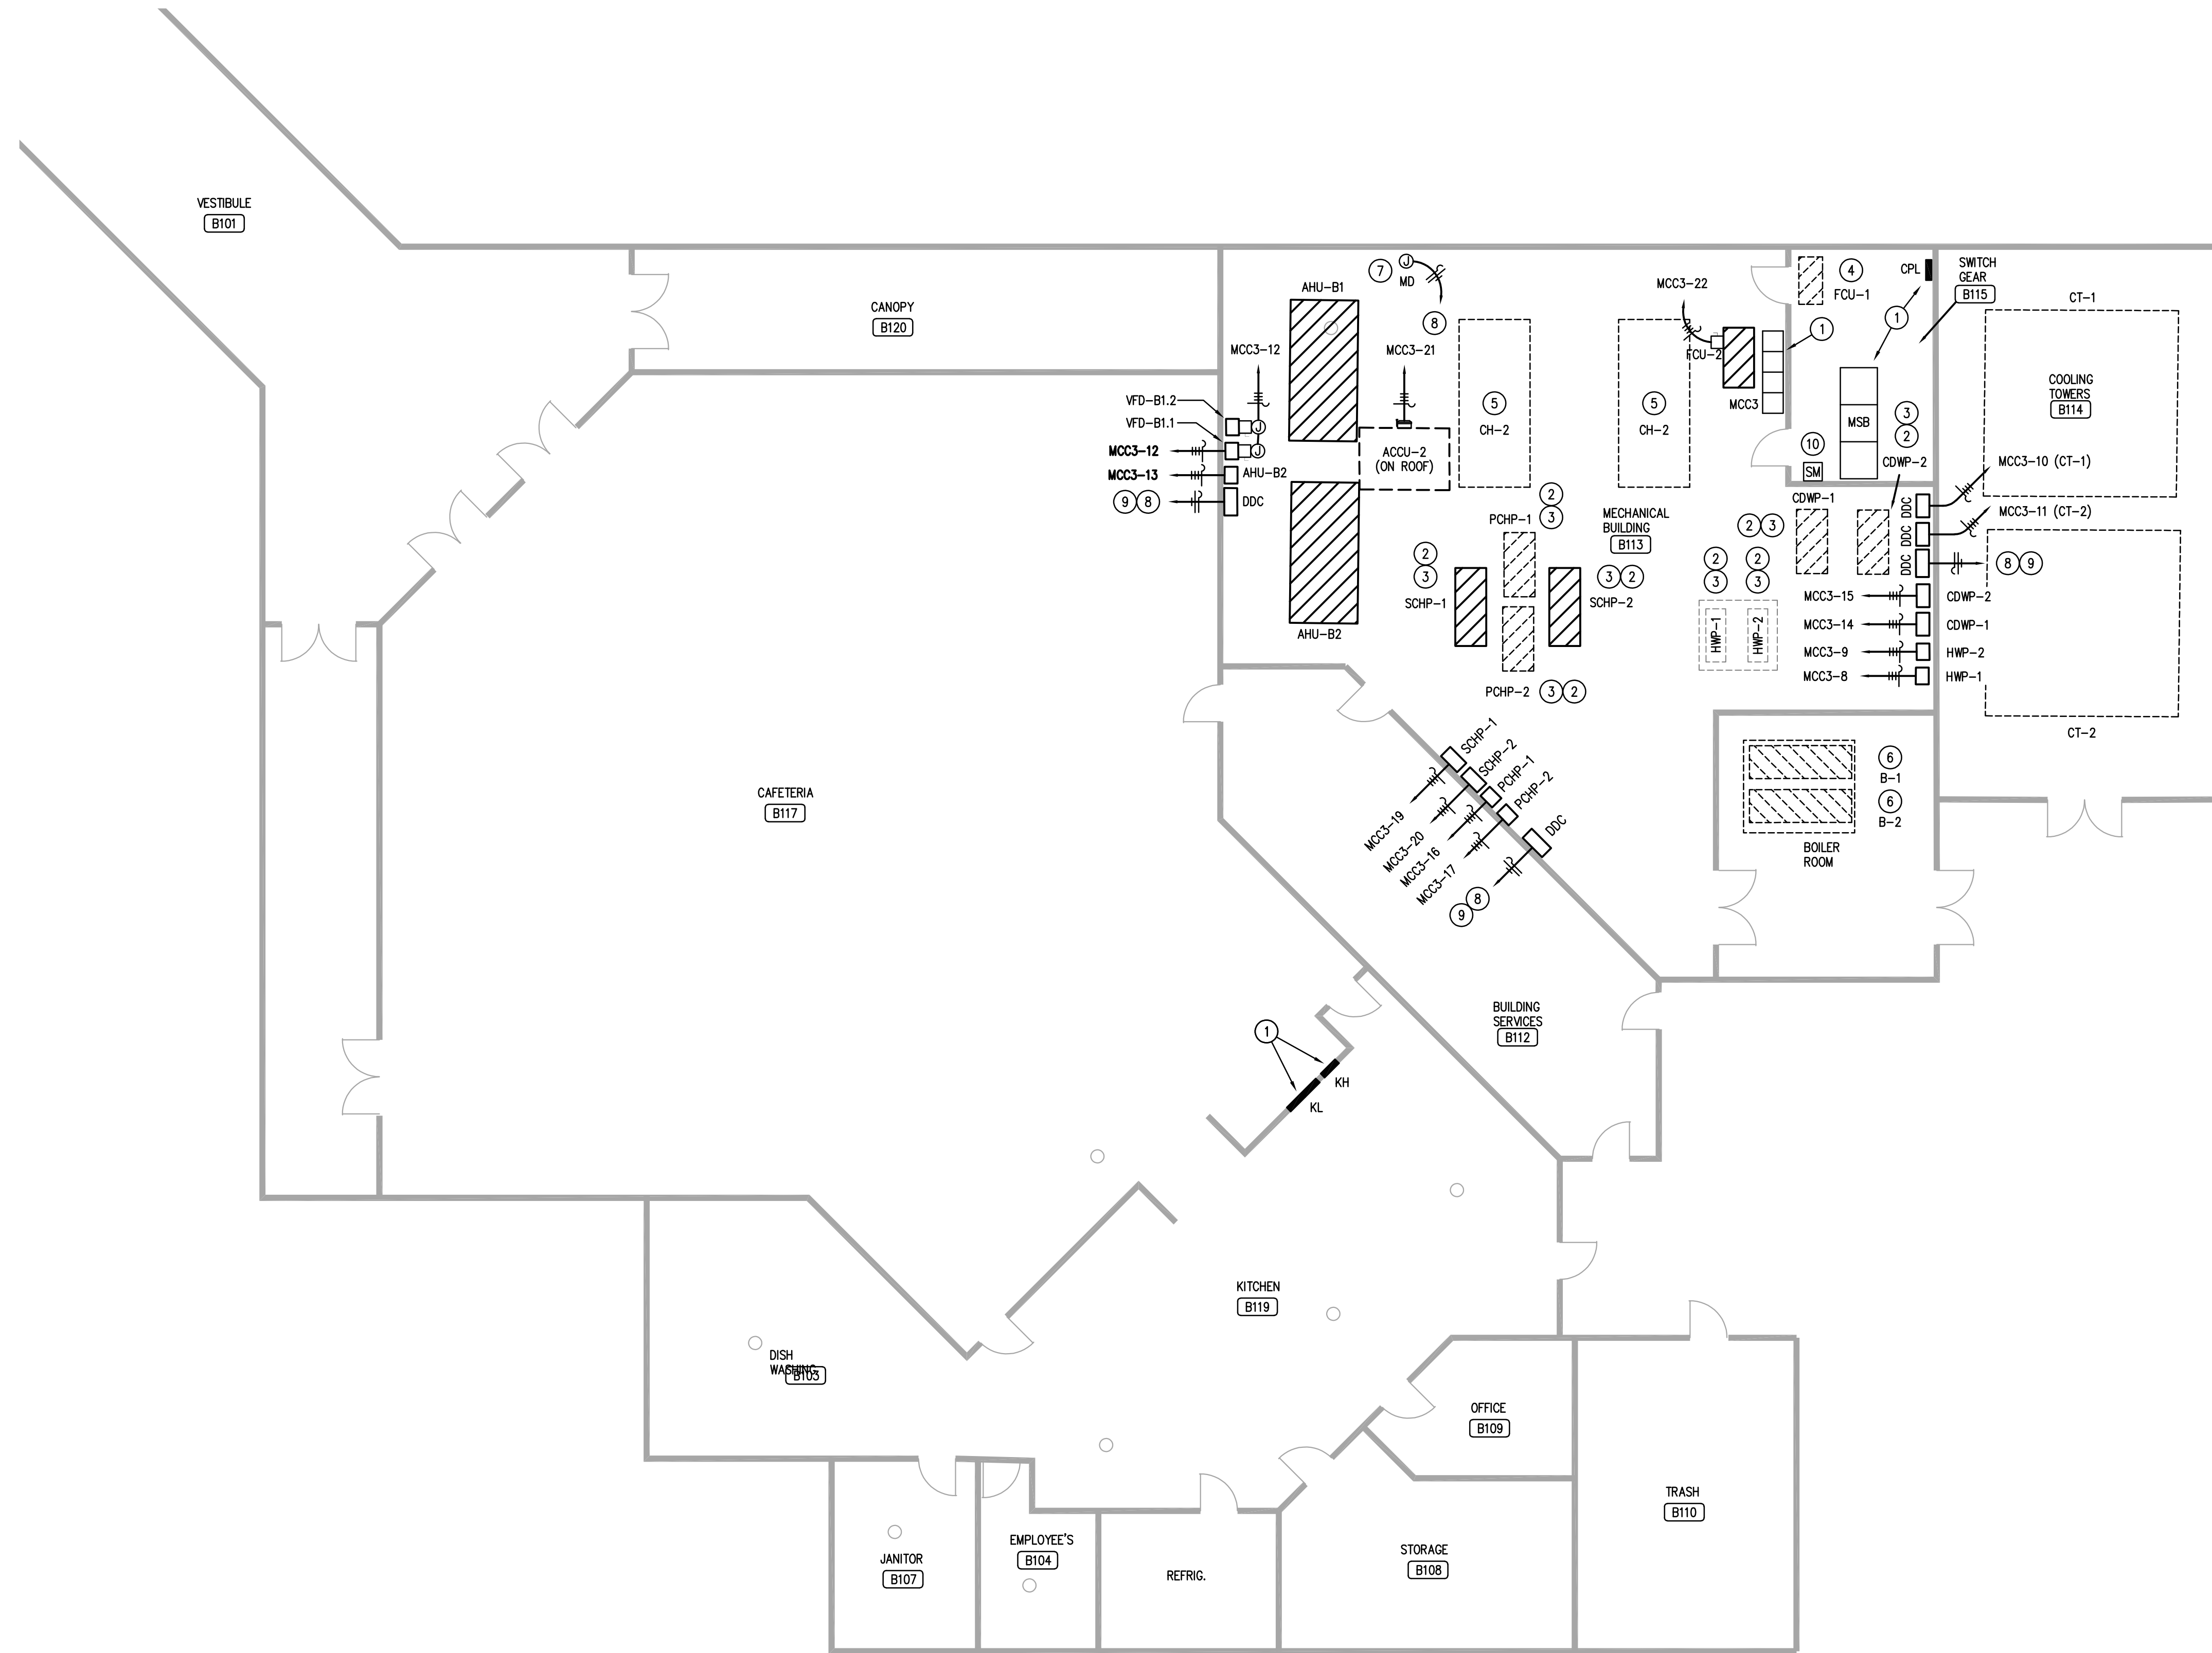 VESTIBULE
B101
CANOPY
B120
AHU-B1
7
J
MD
8
MCC3-22
4
FCU-1
CPL
SWITCH
GEAR
B115
CT-1
1
1
MCC3-12
MCC3-21
FCU-2
MCC3
COOLING
TOWERS
B114
VFD-B1.2
VFD-B1.1
J
J
5
CH-2
5
CH-2
MSB
3
2
CDWP-2
MCC3-12
MCC3-13
AHU-B2
9
8
DDC
ACCU-2
(ON ROOF)
10
SM
MCC3-10 (CT-1)
MCC3-11 (CT-2)
CDWP-1
2
3
DDC
DDC
DDC
8
9
2
3
PCHP-1
MECHANICAL
BUILDING
B113
2
3
SCHP-1
3
2
SCHP-2
2
3
2
3
HWP-1
HWP-2
AHU-B2
PCHP-2
3
2
MCC3-15
CDWP-2
MCC3-14
CDWP-1
MCC3-9
HWP-2
MCC3-8
HWP-1
CT-2
SCHP-1
SCHP-2
PCHP-1
PCHP-2
DDC
MCC3-19
MCC3-20
MCC3-16
MCC3-17
8
9
6
B-1
6
B-2
BOILER
ROOM
CAFETERIA
B117
BUILDING
SERVICES
B112
1
KH
KL
KITCHEN
B119
DISH
WASHING
B103
OFFICE
B109
TRASH
B110
JANITOR
B107
EMPLOYEE'S
B104
REFRIG.
STORAGE
B108